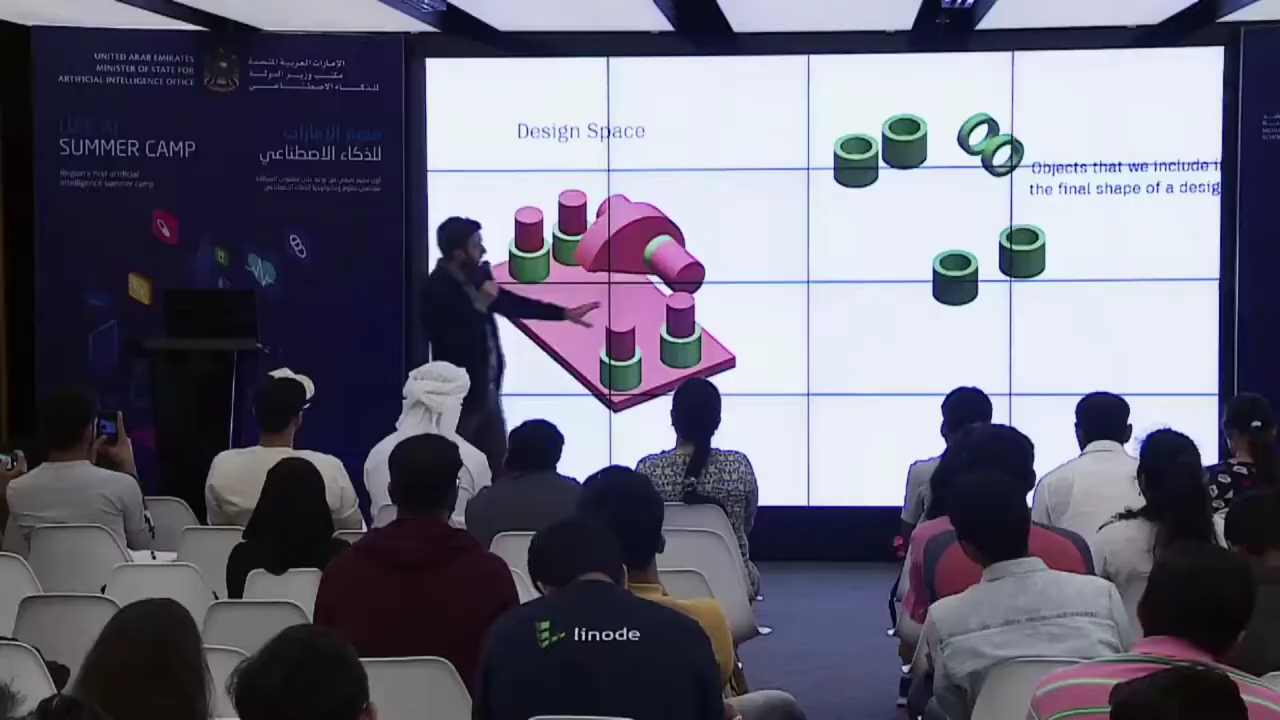 UNITED ARAB EMIRATES
MINISTER OF STATE FOR
ARTIFICIAL INTELLIGENCE OFFICE
الإمارات العربية المتحدة
مكتب وزير الدولة
للذكاء الاصطناعي
UAE AI
SUMMER CAMP
مخيم الإمارات
للذكاء الاصطناعي
Region's first artificial
intelligence summer camp
Design Space
Objects that we include i
the final shape of a desig
linode